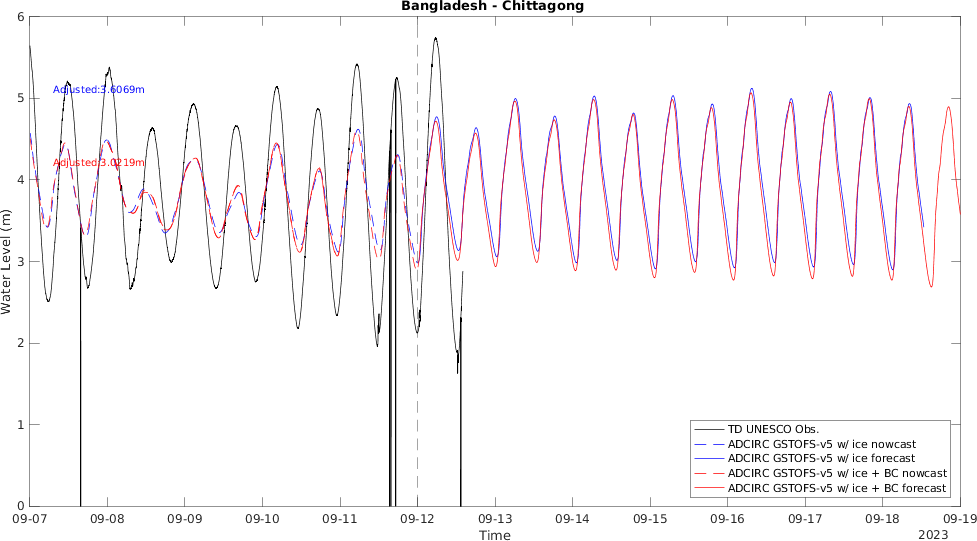 Bangladesh - Chittagong
6
5
4
3
2
1
0
Water Level (m)
Adjusted:3.6069m
Adjusted:3.0219m
TD UNESCO Obs.
ADCIRC GSTOFS-v5 w/ ice nowcast
ADCIRC GSTOFS-v5 w/ ice forecast
ADCIRC GSTOFS-v5 w/ ice + BC nowcast
ADCIRC GSTOFS-v5 w/ ice + BC forecast
09-07 09-08 09-09 09-10 09-11 09-12 09-13 09-14 09-15 09-16 09-17 09-18 09-19
Time
2023